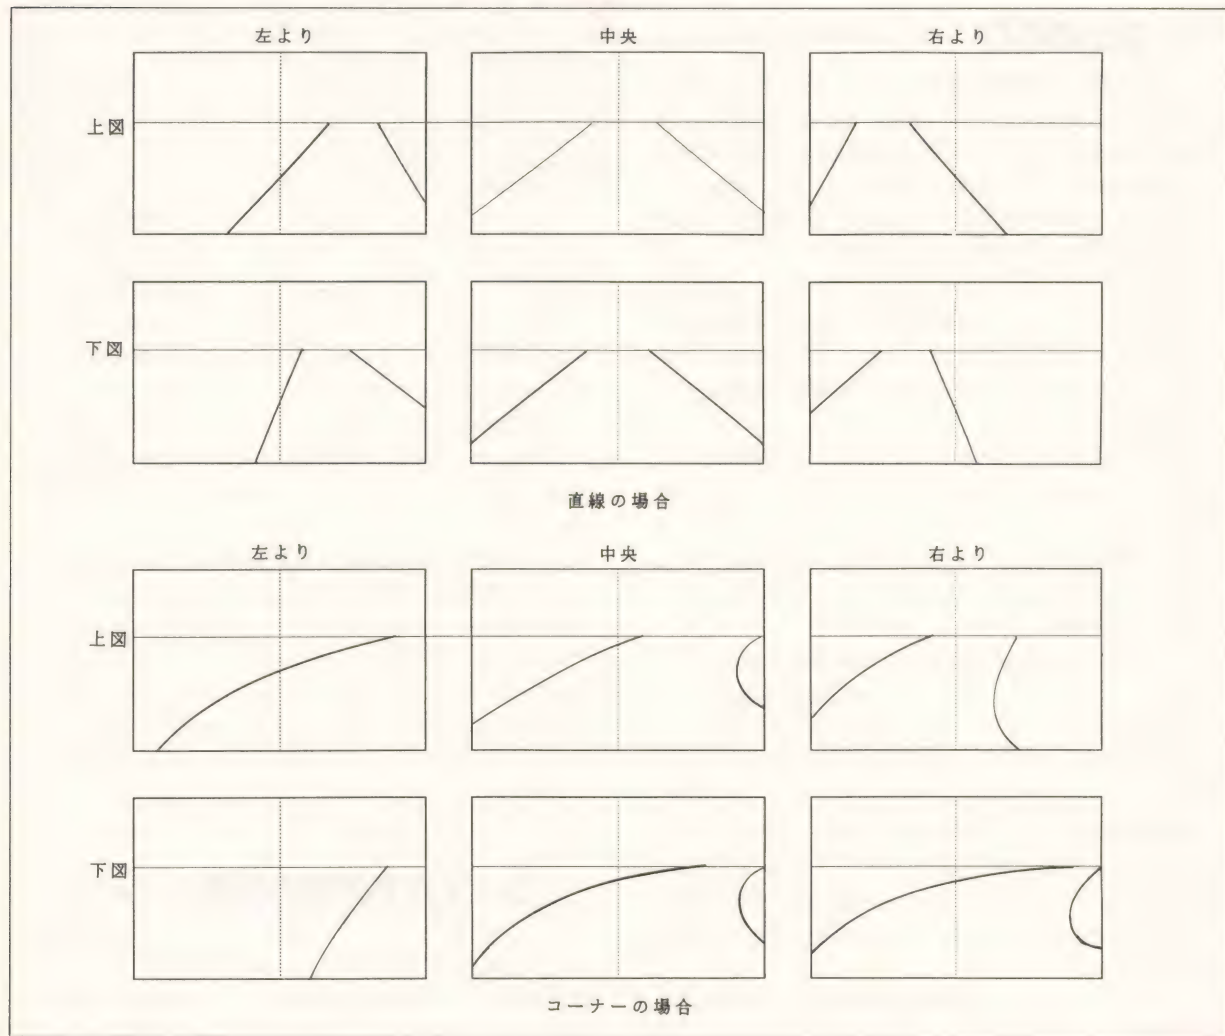 左より 中央 右より
上図
下図
直線の場合
左より 中央 右より
上図
下図
コーナーの場合